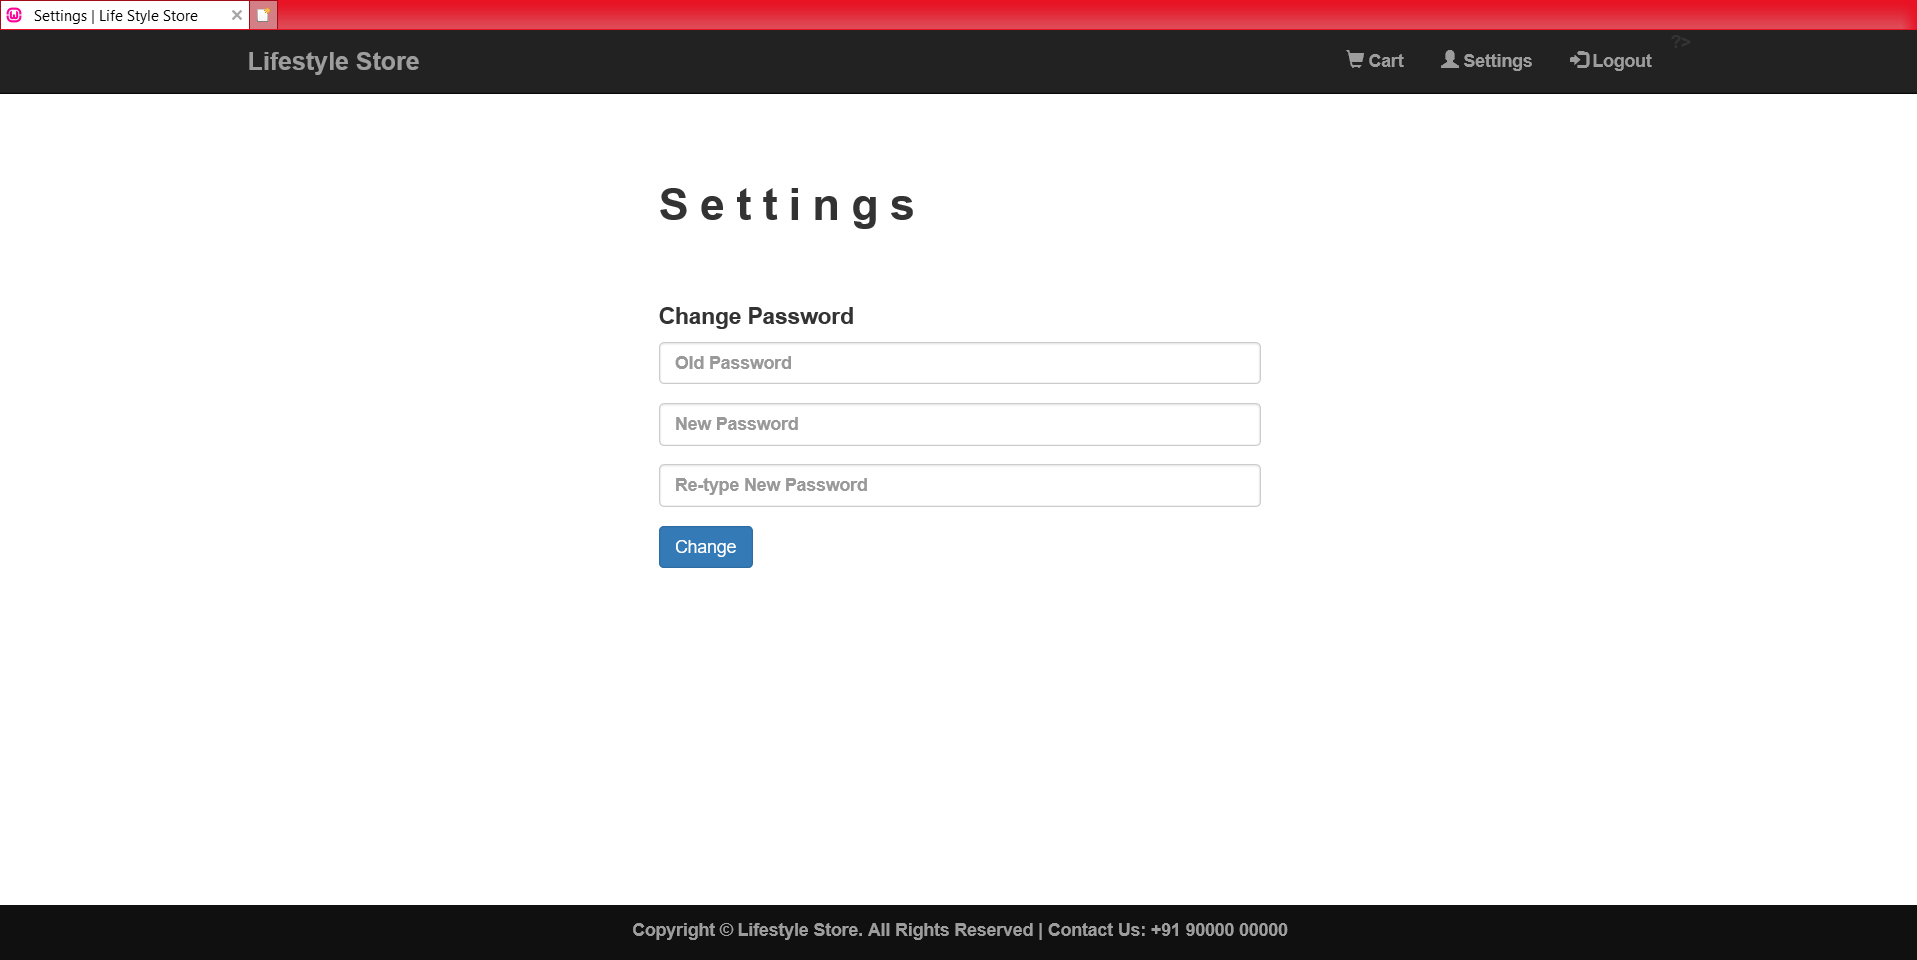 Settings | Life Style Store
Lifestyle Store Cart Settings Logout ?>
Settings
Change Password
Old Password
New Password
Re-type New Password
Change
Copyright © Lifestyle Store. All Rights Reserved | Contact Us: +91 90000 00000